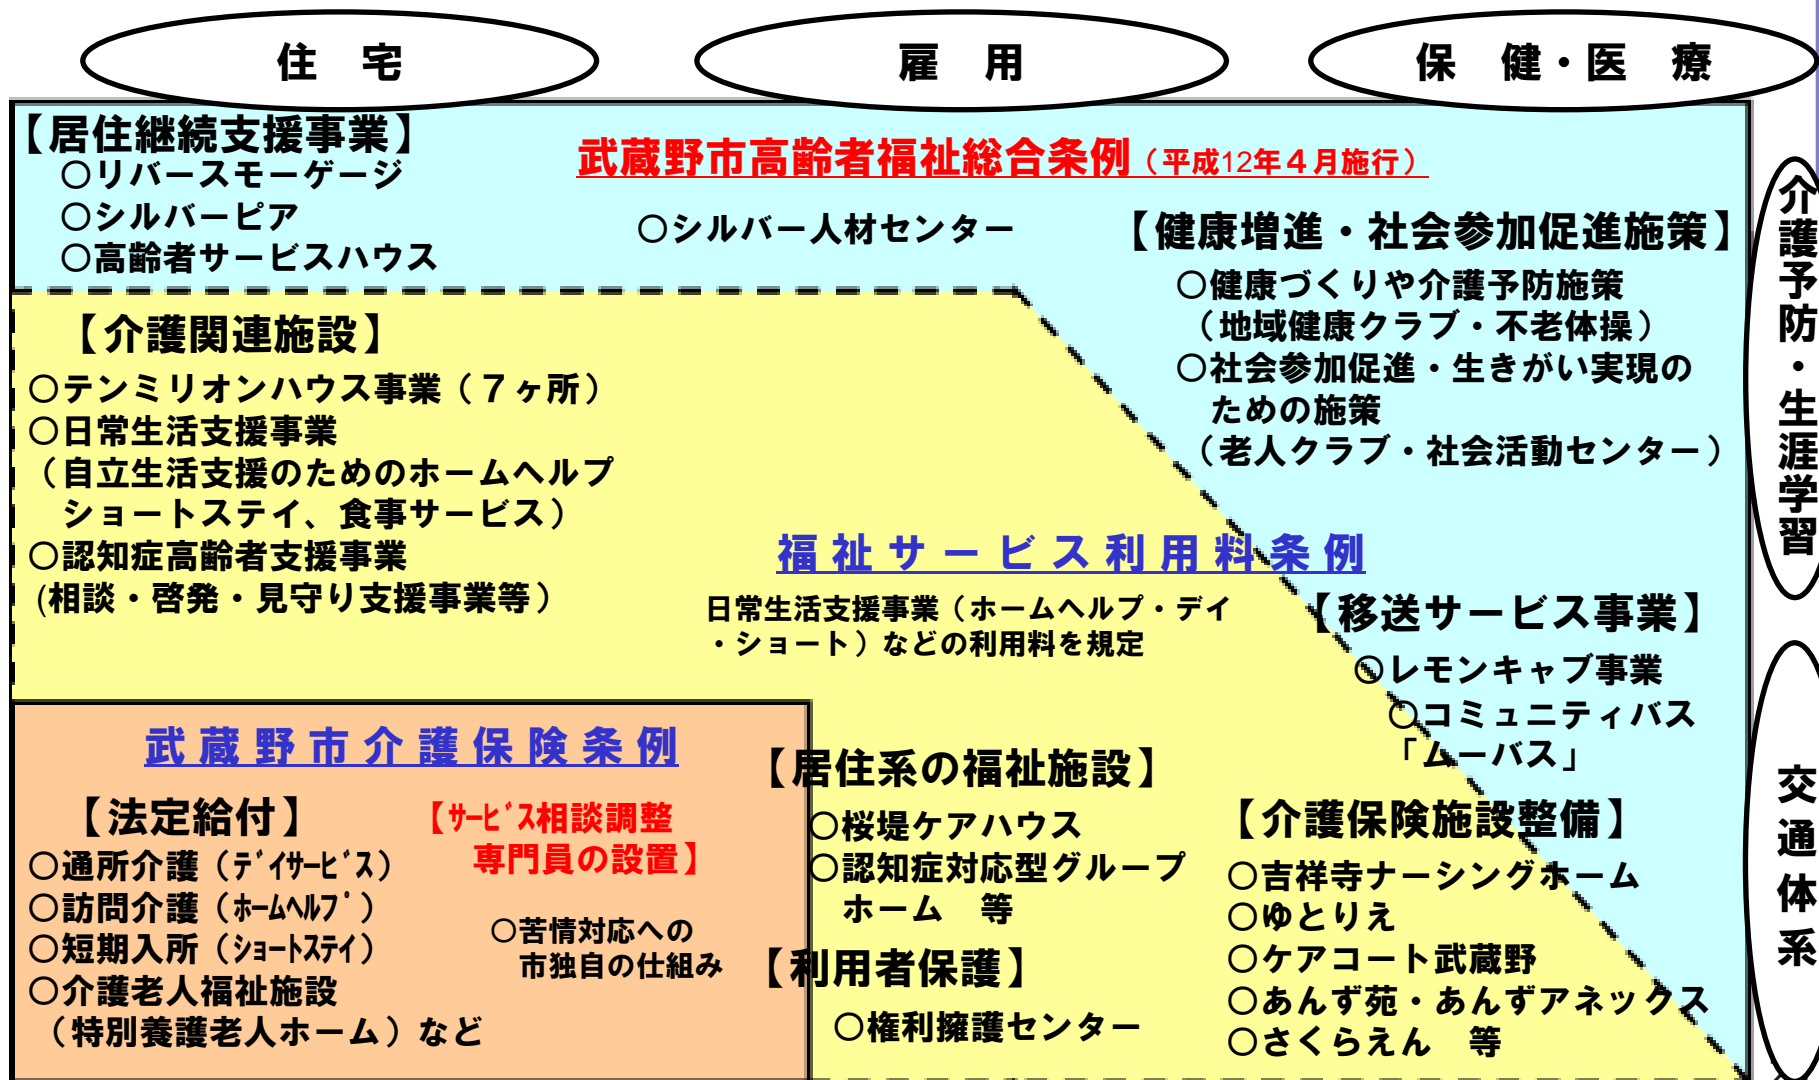 住　宅
雇　用
保　健・医　療
【居住継続支援事業】
○リバースモーゲージ
○シルバーピア
○高齢者サービスハウス
武蔵野市高齢者福祉総合条例（平成12年４月施行）
○シルバー人材センター
【健康増進・社会参加促進施策】
○健康づくりや介護予防施策
（地域健康クラブ・不老体操）
○社会参加促進・生きがい実現の
ための施策
（老人クラブ・社会活動センター）
介護予防・生涯学習
【介護関連施設】
○テンミリオンハウス事業（７ヶ所）
○日常生活支援事業
（自立生活支援のためのホームヘルプ
ショートステイ、食事サービス）
○認知症高齢者支援事業
(相談・啓発・見守り支援事業等）
福祉サービス利用料条例
日常生活支援事業（ホームヘルプ・デイ
・ショート）などの利用料を規定
【移送サービス事業】
○レモンキャブ事業
○コミュニティバス
「ムーバス」
交通体系
武蔵野市介護保険条例
【法定給付】
○通所介護（ﾃﾞｲｻｰﾋﾞｽ）
○訪問介護（ﾎｰﾑﾍﾙﾌﾟ）
○短期入所（ｼｮｰﾄｽﾃｲ）
○介護老人福祉施設
（特別養護老人ホーム）など
【ｻｰﾋﾞｽ相談調整
専門員の設置】
○苦情対応への
市独自の仕組み
【居住系の福祉施設】
○桜堤ケアハウス
○認知症対応型グループ
ホーム　等
【利用者保護】
○権利擁護センター
【介護保険施設整備】
○吉祥寺ナーシングホーム
○ゆとりえ
○ケアコート武蔵野
○あんず苑・あんずアネックス
○さくらえん　等